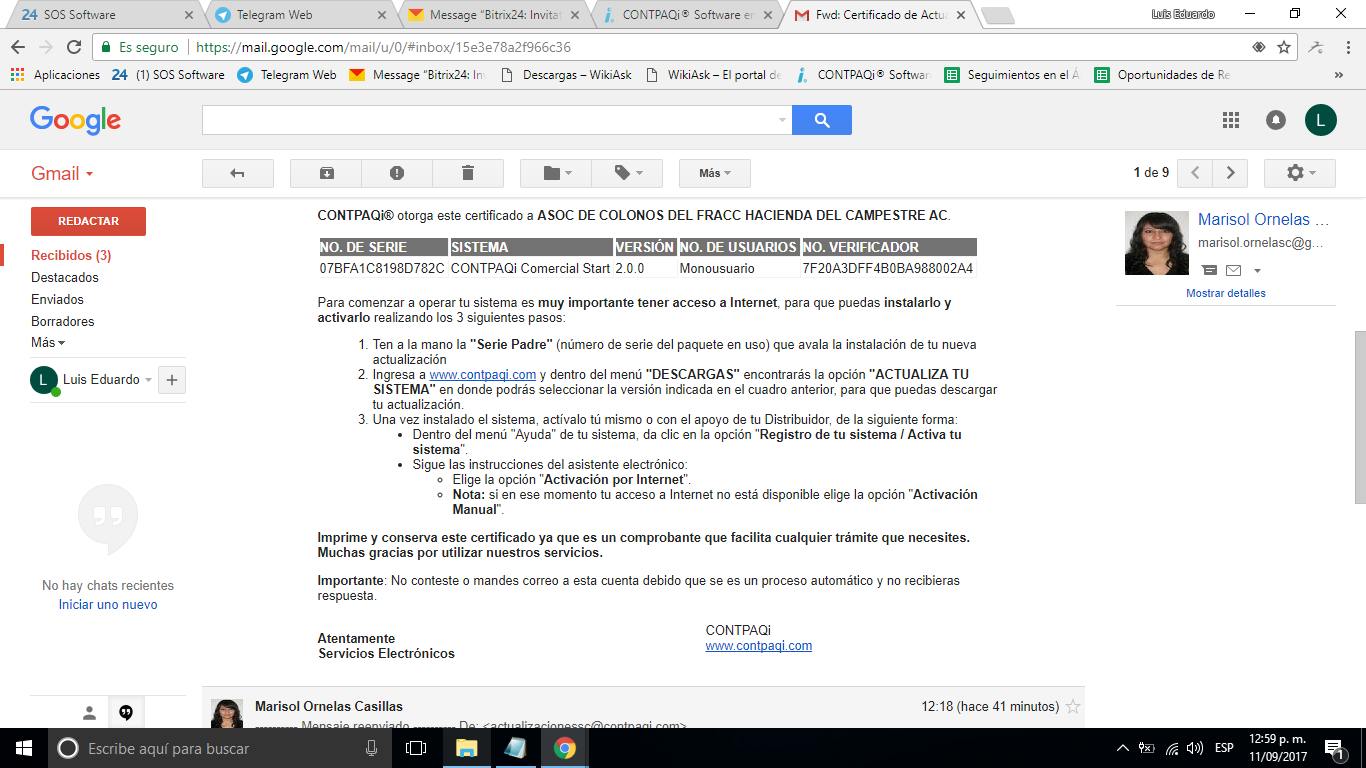 SOS Software
Telegram Web
Message “Bitrix24: Invitat
CONTPAQi® Software en
Fwd: Certificado de Actua
Luis Eduardo
Es seguro
https://mail.google.com/mail/u/0/#inbox/15e3e78a2f966c36
Aplicaciones
24 (1) SOS Software
Telegram Web
Message “Bitrix24: Inv
Descargas – WikiAsk
WikiAsk – El portal de
CONTPAQi® Softwar
Seguimientos en el Á
Oportunidades de Re
»
Google
L
Gmail
Más
1 de 9
REDACTAR
Recibidos (3)
Destacados
Enviados
Borradores
Más
L Luis Eduardo
No hay chats recientes
Iniciar uno nuevo
CONTPAQi® otorga este certificado a ASOC DE COLONOS DEL FRACC HACIENDA DEL CAMPESTRE AC.
NO. DE SERIE SISTEMA VERSIÓN NO. DE USUARIOS NO. VERIFICADOR
07BFA1C8198D782C CONTPAQi Comercial Start 2.0.0 Monousuario 7F20A3DFF4B0BA988002A4
Para comenzar a operar tu sistema es muy importante tener acceso a Internet, para que puedas instalarlo y
activarlo realizando los 3 siguientes pasos:
1. Ten a la mano la "Serie Padre" (número de serie del paquete en uso) que avala la instalación de tu nueva
actualización
2. Ingresa a www.contpaqi.com y dentro del menú "DESCARGAS" encontrarás la opción "ACTUALIZA TU
SISTEMA" en donde podrás seleccionar la versión indicada en el cuadro anterior, para que puedas descargar
tu actualización.
3. Una vez instalado el sistema, actívalo tú mismo o con el apoyo de tu Distribuidor, de la siguiente forma:
• Dentro del menú "Ayuda" de tu sistema, da clic en la opción "Registro de tu sistema / Activa tu
sistema".
• Sigue las instrucciones del asistente electrónico:
○ Elige la opción "Activación por Internet".
○ Nota: si en ese momento tu acceso a Internet no está disponible elige la opción "Activación
Manual".
Imprime y conserva este certificado ya que es un comprobante que facilita cualquier trámite que necesites.
Muchas gracias por utilizar nuestros servicios.
Importante: No conteste o mandes correo a esta cuenta debido que se es un proceso automático y no recibieras
respuesta.
Atentamente
Servicios Electrónicos
CONTPAQi
www.contpaqi.com
Marisol Ornelas ...
marisol.ornelasc@g...
Mostrar detalles
Marisol Ornelas Casillas
12:18 (hace 41 minutos)
---------- Mensaje reenviado ---------- De: <actualizacionessc@contpaqi.com>
Escribe aquí para buscar
ESP
12:59 p. m.
11/09/2017
1